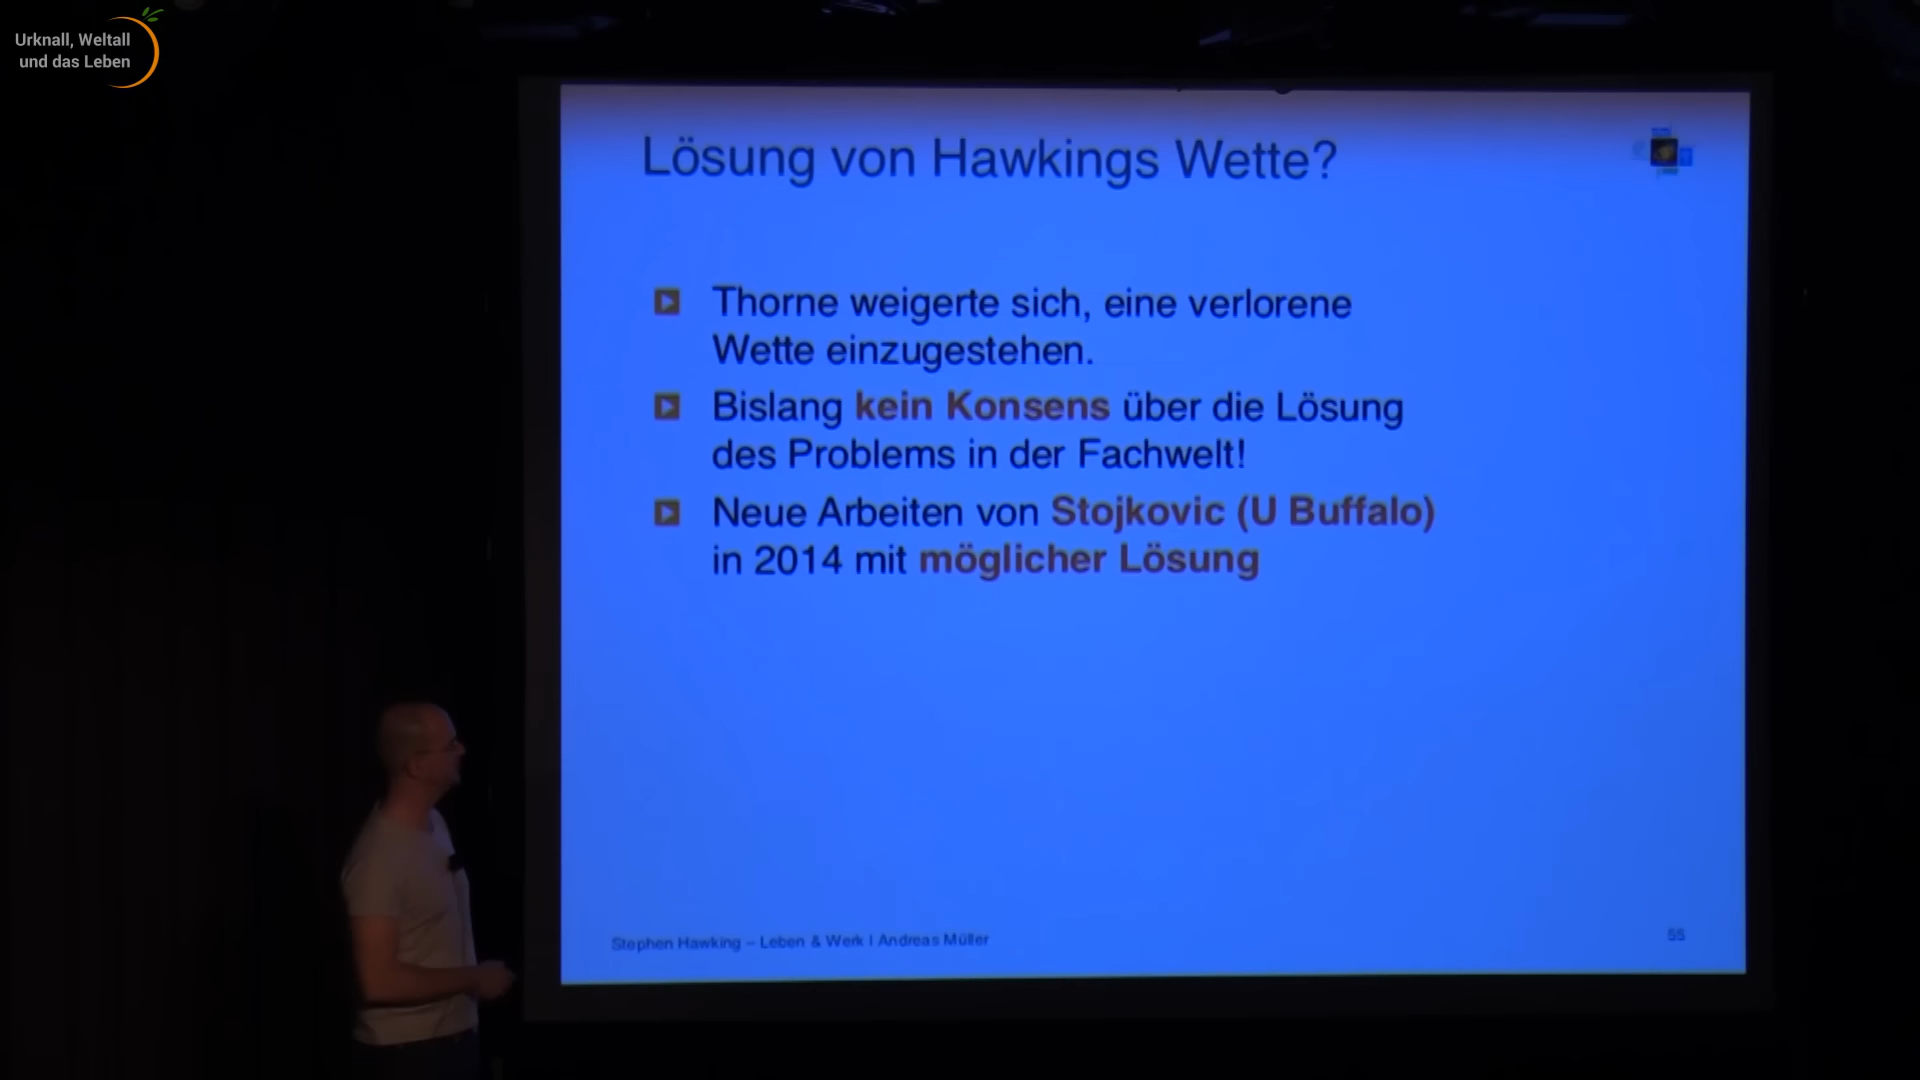 Urknall, Weltall
und das Leben
Lösung von Hawkings Wette?
Thorne weigerte sich, eine verlorene
Wette einzugestehen.
Bislang kein Konsens über die Lösung
des Problems in der Fachwelt!
Neue Arbeiten von Stojkovic (U Buffalo)
in 2014 mit möglicher Lösung
Stephen Hawking – Leben & Werk I Andreas Müller
55